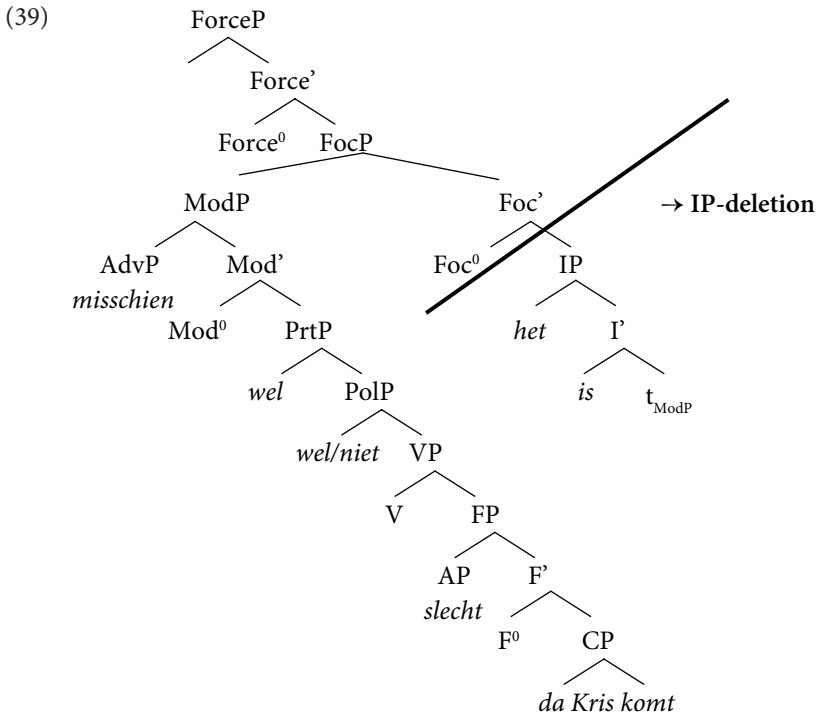 (39) ForceP
Force’
Force⁰ FocP
ModP Foc’ → IP-deletion
AdvP Mod’ Foc⁰ IP
misschien
Mod⁰ PrtP het I’
wel PolP is t_ModP
wel/niet VP
V FP
AP F’
slecht
F⁰ CP
da Kris komt